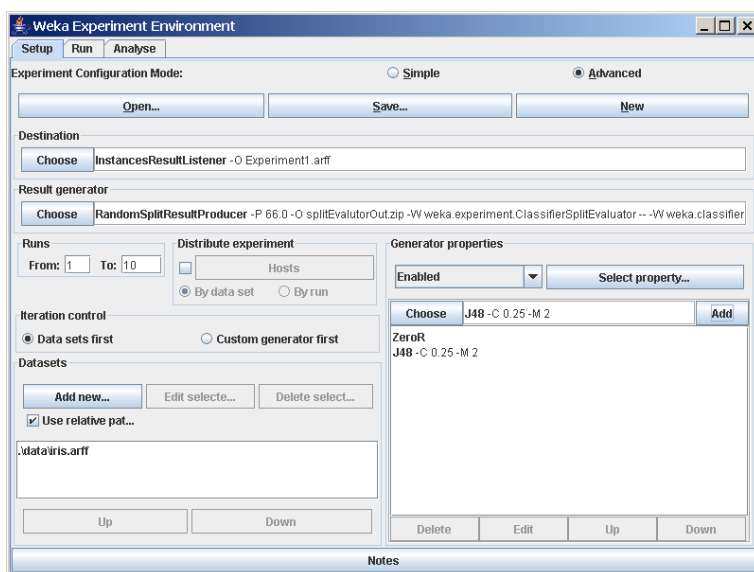 Weka Experiment Environment
Setup Run Analyse
Experiment Configuration Mode: Simple Advanced
Open... Save... New
Destination
Choose InstancesResultListener -O Experiment1.arff
Result generator
Choose RandomSplitResultProducer -P 66.0 -O splitEvalutorOut.zip -W weka.experiment.ClassifierSplitEvaluator -- -W weka.classifier
Runs
From: 1 To: 10
Distribute experiment
Hosts
By data set By run
Generator properties
Enabled Select property...
Choose J48 -C 0.25 -M 2 Add
ZeroR
J48 -C 0.25 -M 2
Iteration control
Data sets first Custom generator first
Datasets
Add new... Edit selecte... Delete select...
Use relative pat...
.\data\iris.arff
Up Down
Delete Edit Up Down
Notes